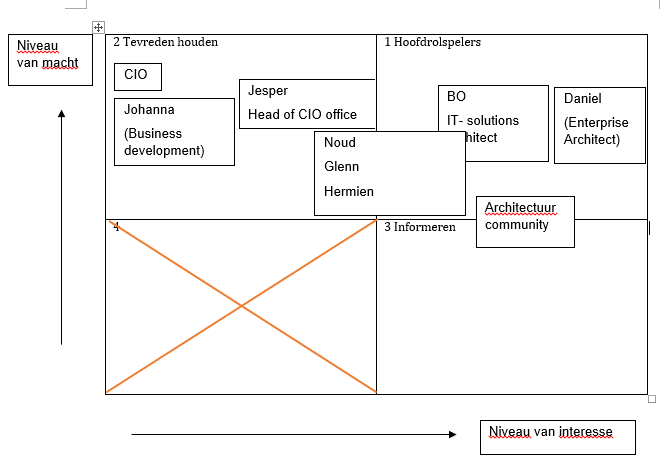 Niveau
van macht
2 Tevreden houden
CIO
Johanna
(Business
development)
Jesper
Head of CIO office
Noud
Glenn
Hermien
1 Hoofdrolspelers
BO
IT- solutions
hitect
Daniel
(Enterprise
Architect)
Architectuur
community
4
3 Informeren
Niveau van interesse